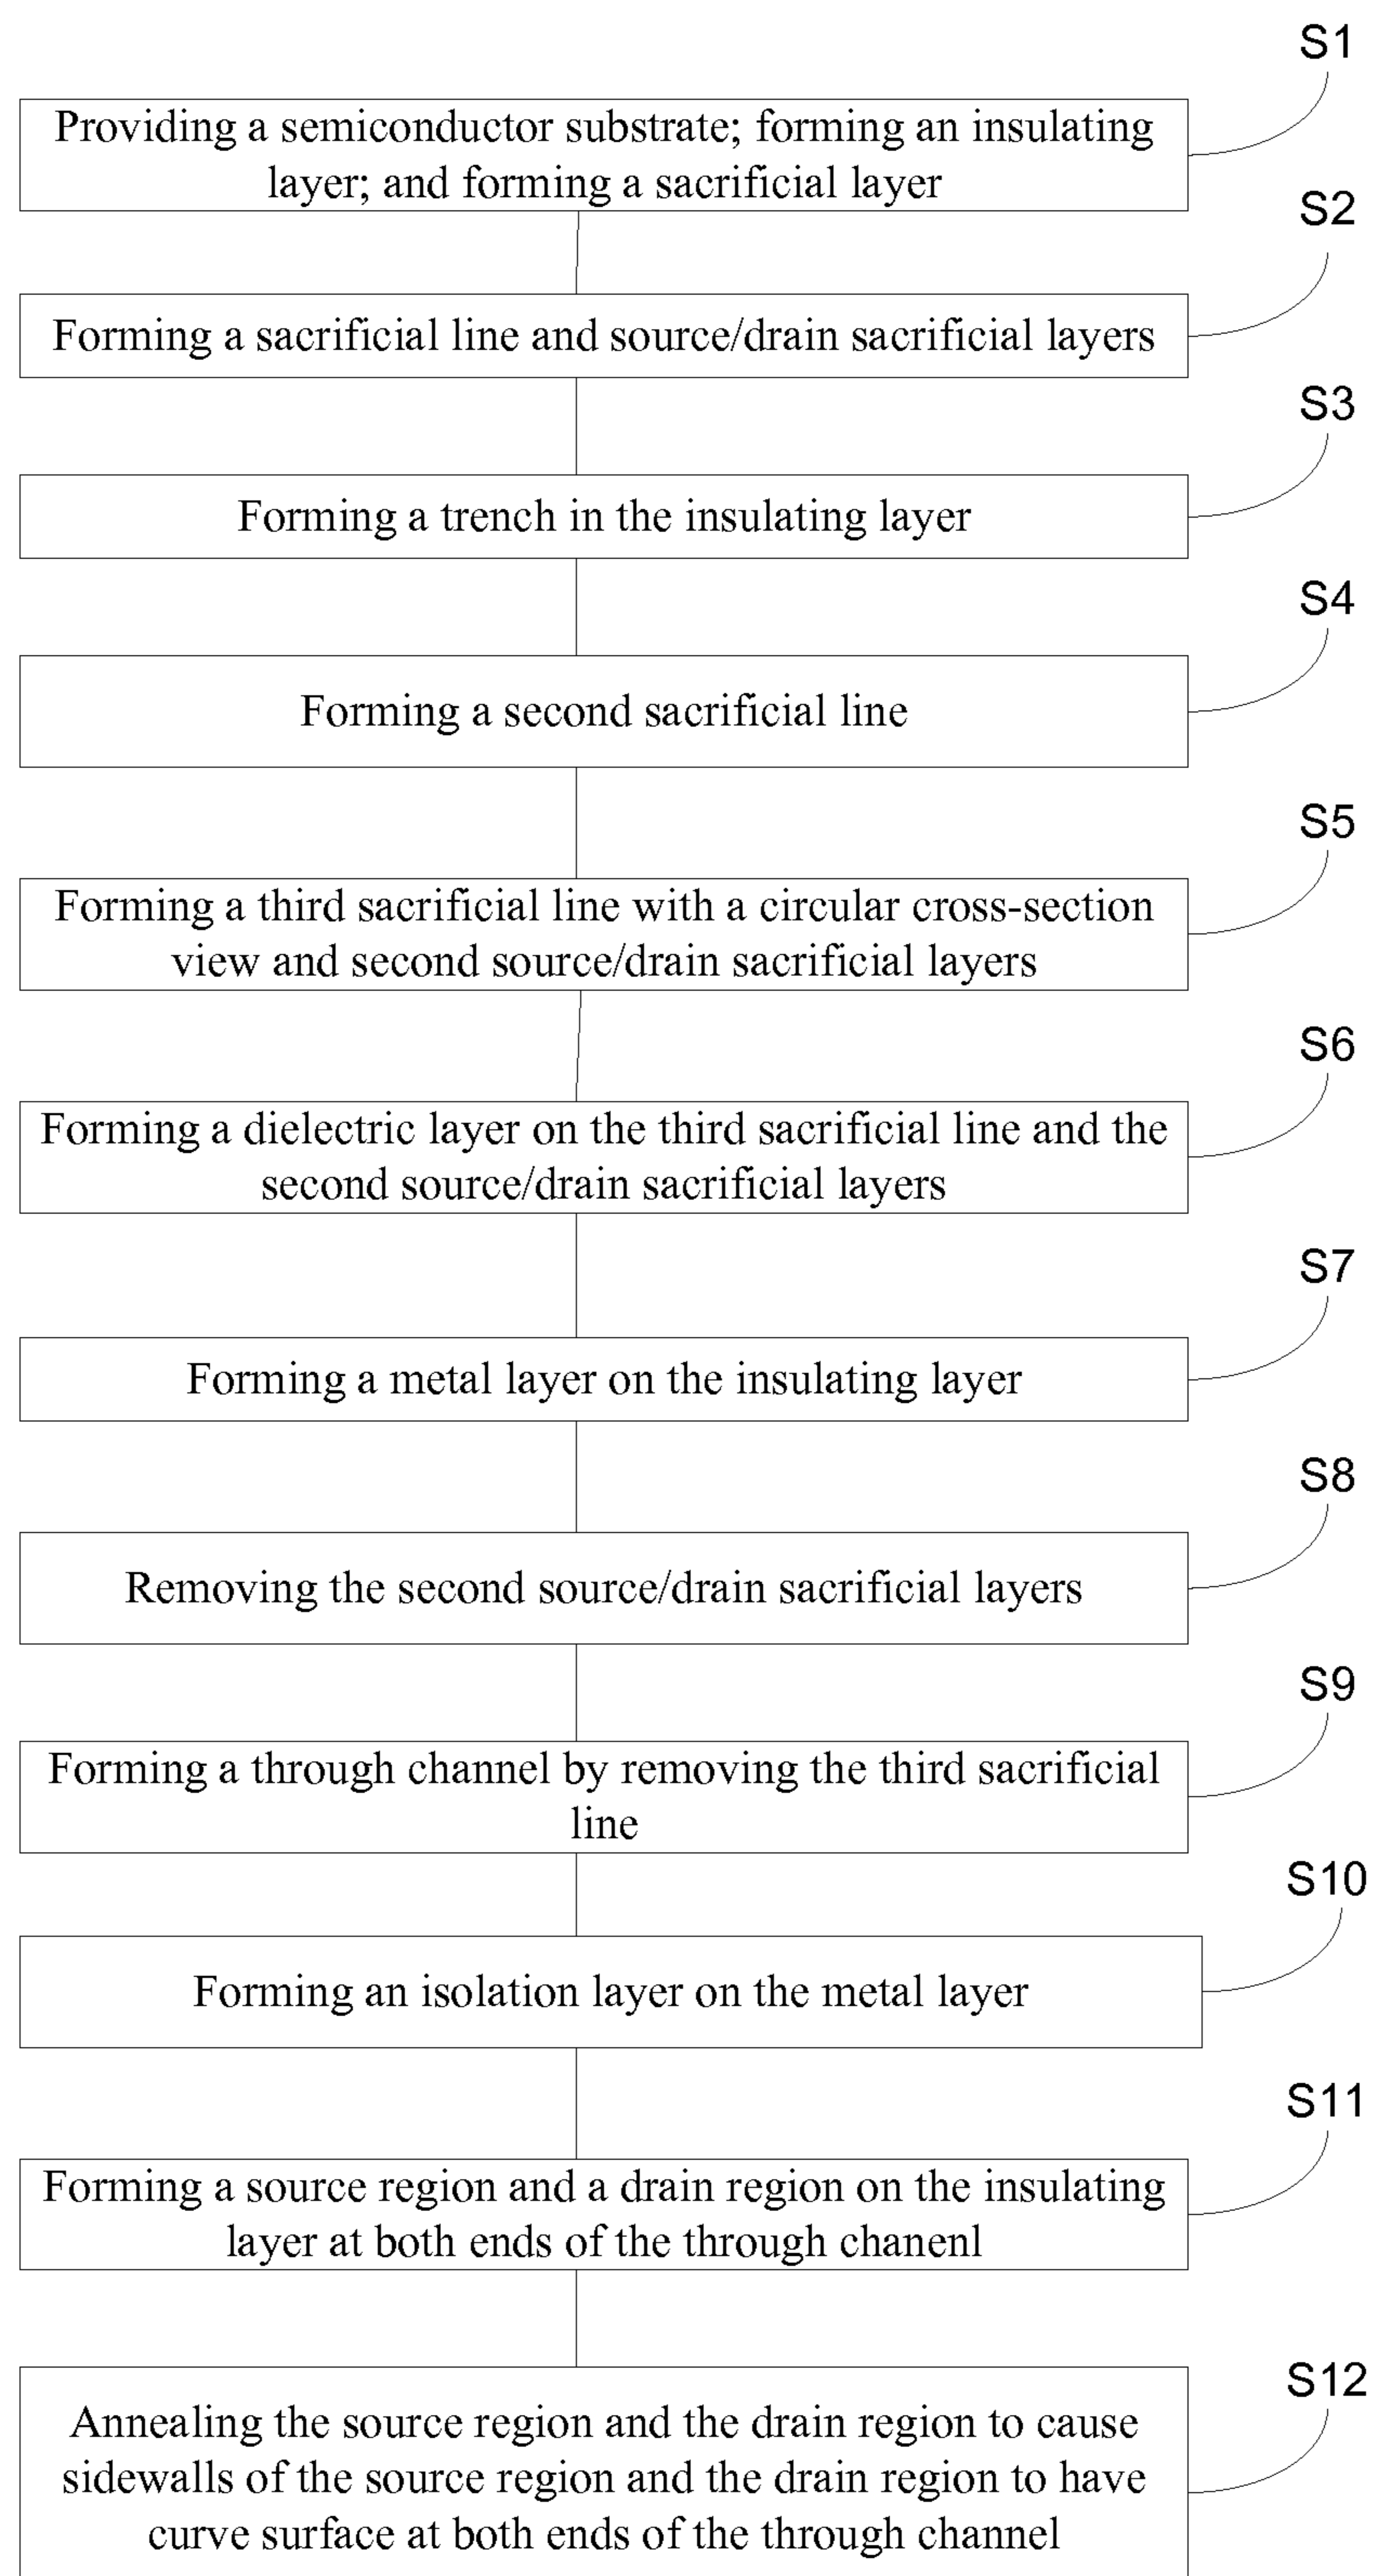 S1
Providing a semiconductor substrate; forming an insulating
layer; and forming a sacrificial layer
S2
Forming a sacrificial line and source/drain sacrificial layers
S3
Forming a trench in the insulating layer
S4
Forming a second sacrificial line
S5
Forming a third sacrificial line with a circular cross-section
view and second source/drain sacrificial layers
S6
Forming a dielectric layer on the third sacrificial line and the
second source/drain sacrificial layers
S7
Forming a metal layer on the insulating layer
S8
Removing the second source/drain sacrificial layers
S9
Forming a through channel by removing the third sacrificial
line
S10
Forming an isolation layer on the metal layer
S11
Forming a source region and a drain region on the insulating
layer at both ends of the through chanenl
S12
Annealing the source region and the drain region to cause
sidewalls of the source region and the drain region to have
curve surface at both ends of the through channel